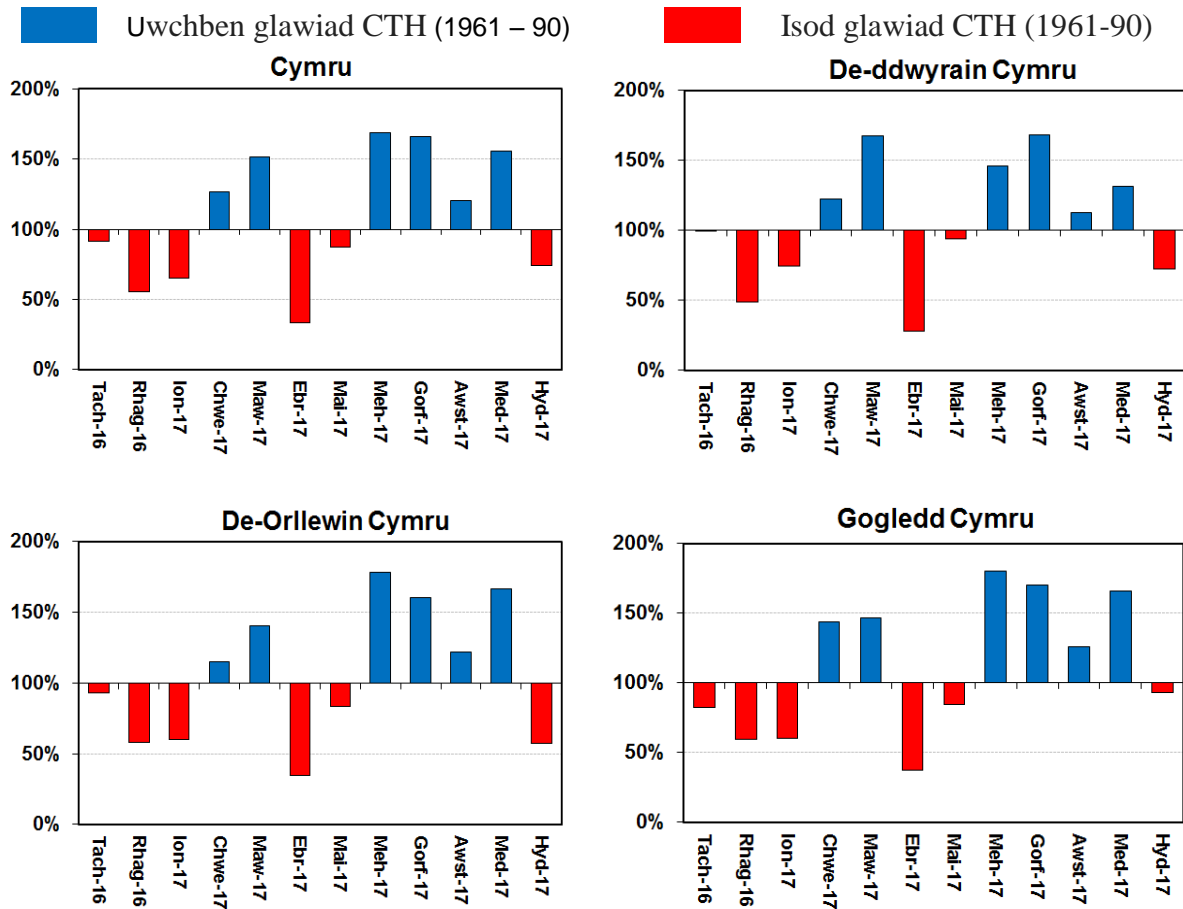 Uwchben glawiad CTH (1961 – 90)
Isod glawiad CTH (1961-90)
Cymru
200%
150%
100%
50%
0%
Tach-16 Rhag-16 Ion-17 Chwe-17 Maw-17 Ebr-17 Mai-17 Meh-17 Gorf-17 Awst-17 Med-17 Hyd-17
De-ddwyrain Cymru
200%
150%
100%
50%
0%
Tach-16 Rhag-16 Ion-17 Chwe-17 Maw-17 Ebr-17 Mai-17 Meh-17 Gorf-17 Awst-17 Med-17 Hyd-17
De-Orllewin Cymru
200%
150%
100%
50%
0%
Tach-16 Rhag-16 Ion-17 Chwe-17 Maw-17 Ebr-17 Mai-17 Meh-17 Gorf-17 Awst-17 Med-17 Hyd-17
Gogledd Cymru
200%
150%
100%
50%
0%
Tach-16 Rhag-16 Ion-17 Chwe-17 Maw-17 Ebr-17 Mai-17 Meh-17 Gorf-17 Awst-17 Med-17 Hyd-17